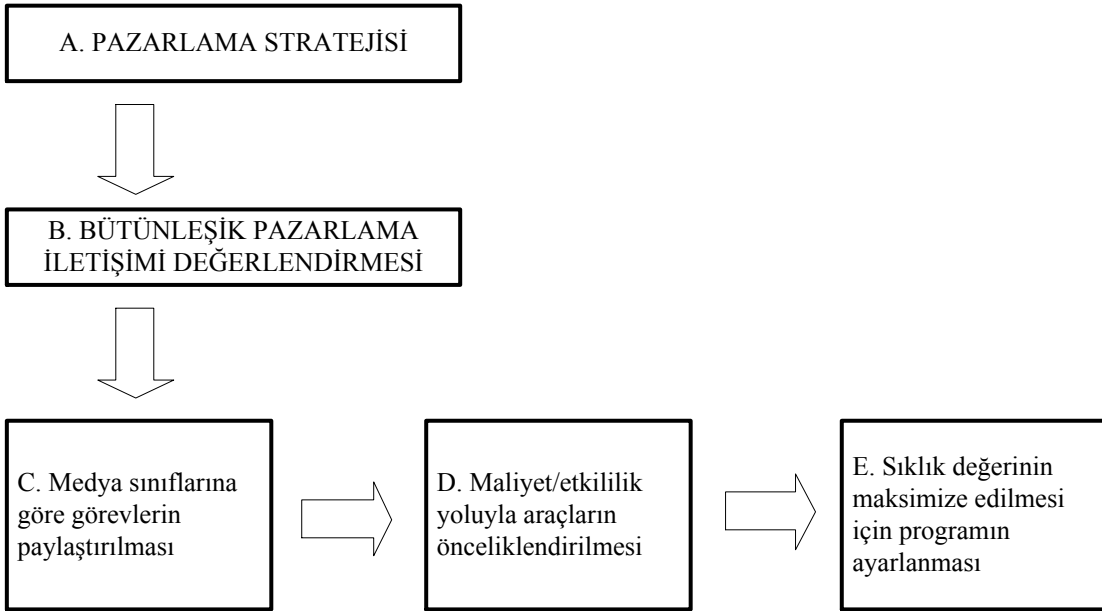 A. PAZARLAMA STRATEJİSİ
B. BÜTÜNLEŞİK PAZARLAMA
İLETİŞİMİ DEĞERLENDİRMESİ
C. Medya sınıflarına
göre görevlerin
paylaştırılması
D. Maliyet/etkililik
yoluyla araçların
önceliklendirilmesi
E. Sıklık değerinin
maksimize edilmesi
için programın
ayarlanması